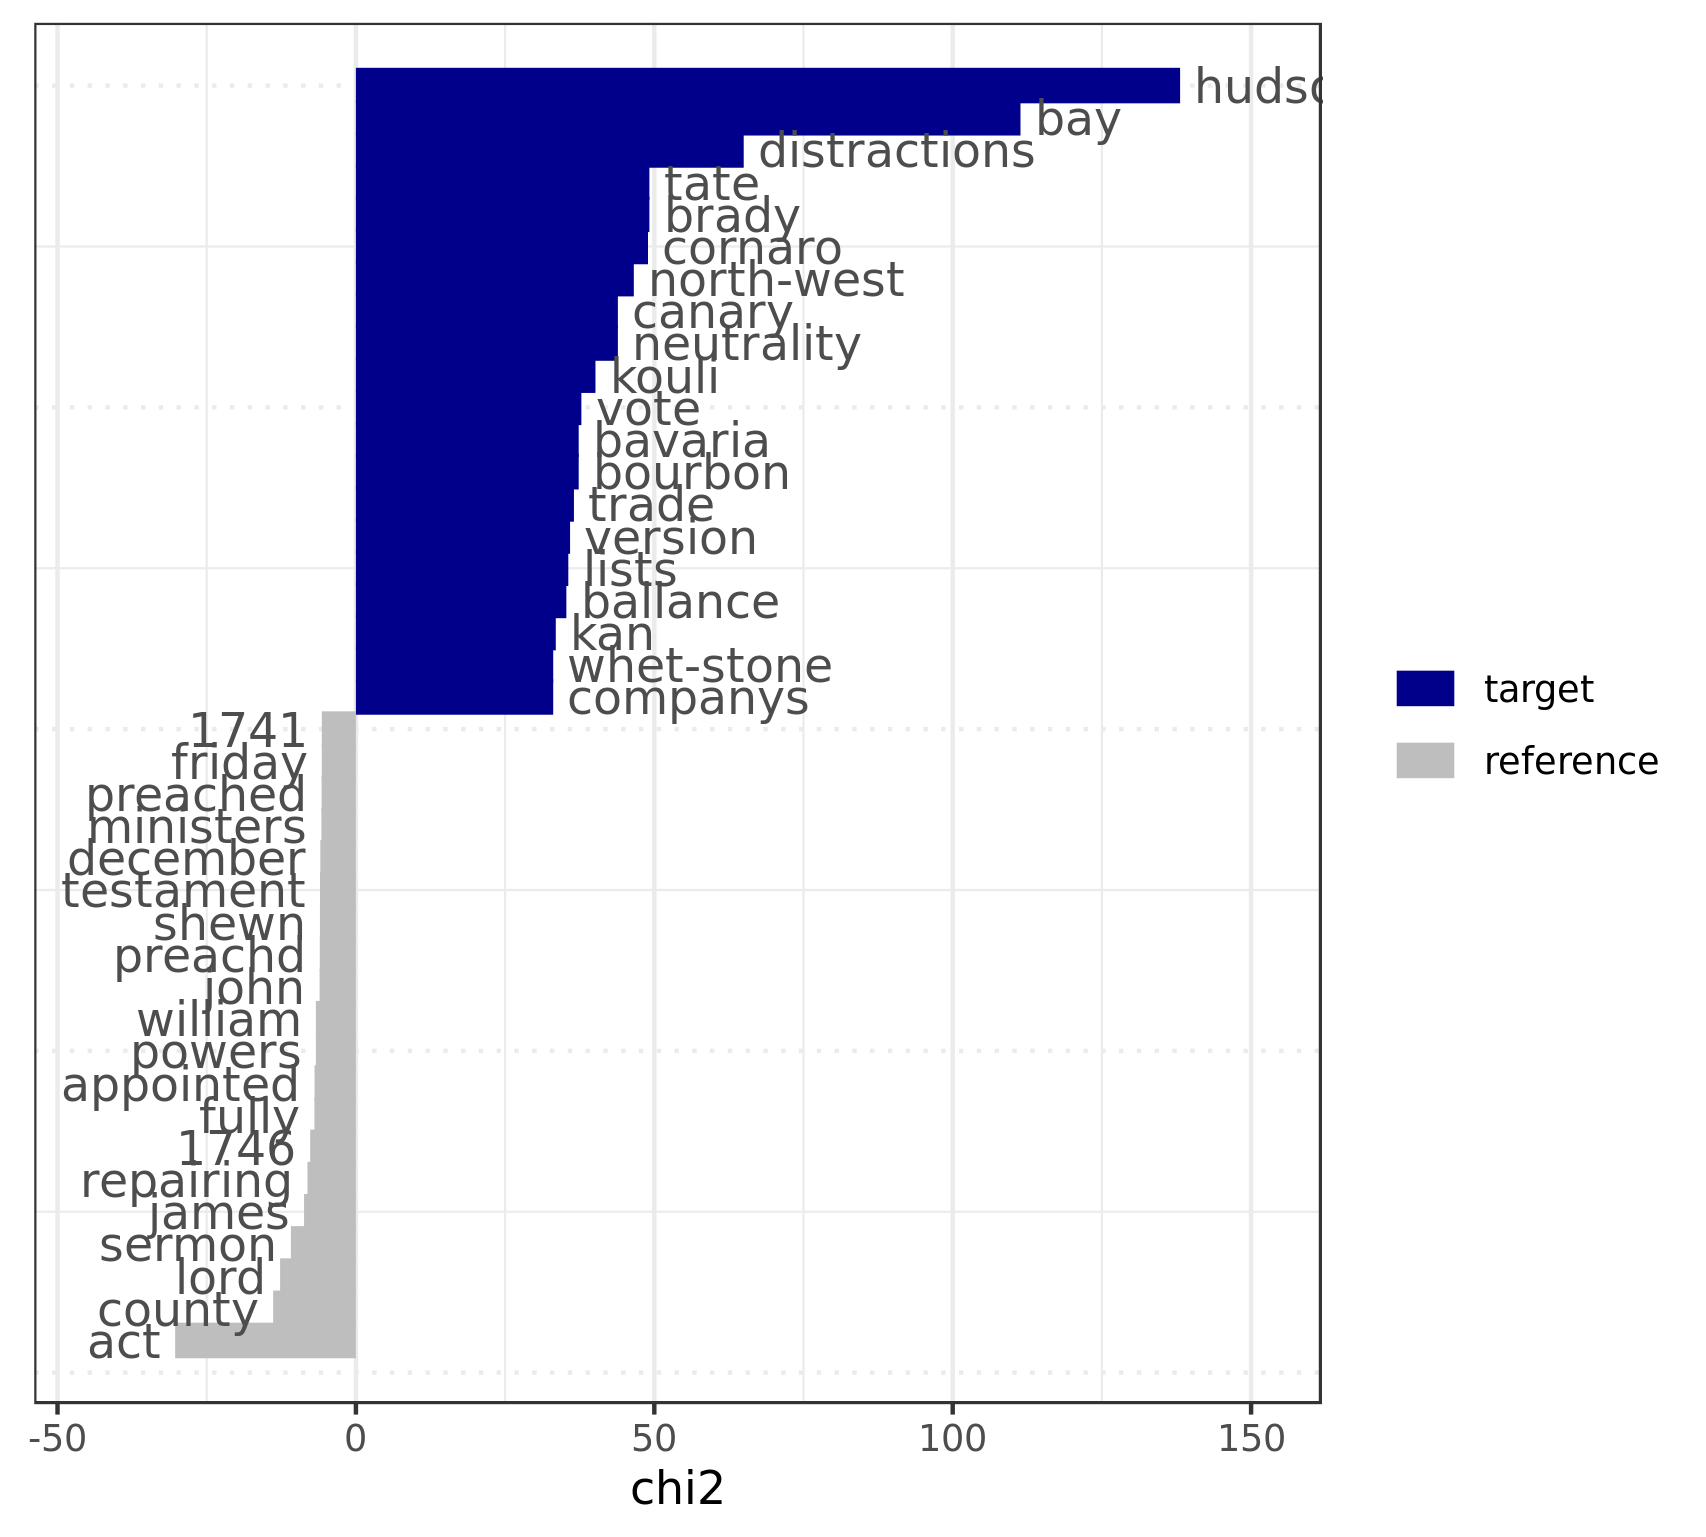 hudso
bay
distractions
tate
brady
cornaro
north-west
canary
neutrality
kouli
vote
bavaria
bourbon
trade
version
lists
ballance
kan
whet-stone
companys
1741
friday
preached
ministers
december
testament
shewn
preachd
john
william
powers
appointed
fully
1746
repairing
james
sermon
lord
county
act
target
reference
-50 0 50 100 150
chi2